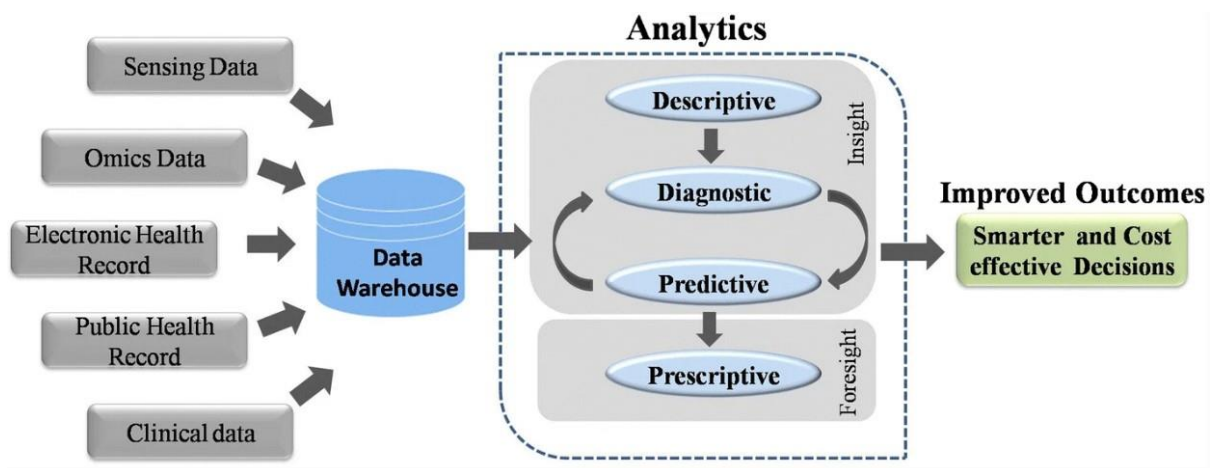 Sensing Data
Omics Data
Electronic Health
Record
Public Health
Record
Clinical data
Data
Warehouse
Analytics
Descriptive
Diagnostic
Predictive
Insight
Prescriptive
Foresight
Improved Outcomes
Smarter and Cost
effective Decisions